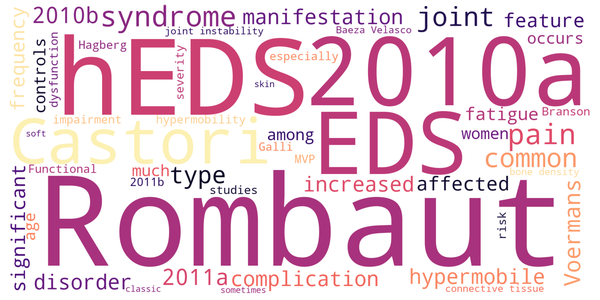 2010b syndrome manifestation joint feature
Hagberg joint instability Baeza Velasco occurs
frequency controls dysfunction hEDS severity especially 2010a
skin
impairment hypermobility among EDS fatigue Branson
soft Castori Galli women pain
MVP common
Functional much type increased affected bone density
2011b studies
significant age Rombaut risk Voermans
disorder 2011a complication hypermobile
classic sometimes connective tissue